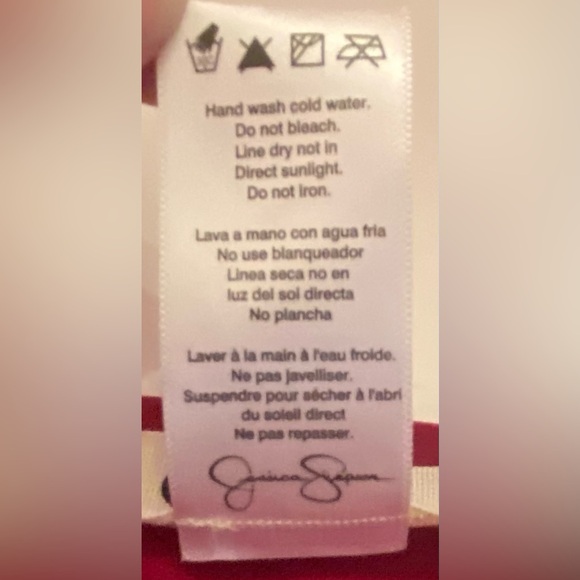 Hand wash cold water.
Do not bleach.
Line dry not in
Direct sunlight.
Do not iron.
Lava a mano con agua fria
No use blanqueador
Linea seca no en
luz del sol directa
No plancha
Laver à la main à l'eau froide.
Ne pas javelliser.
Suspendre pour sécher à l'abri
du soleil direct
Ne pas repasser.
Jessica Simpson